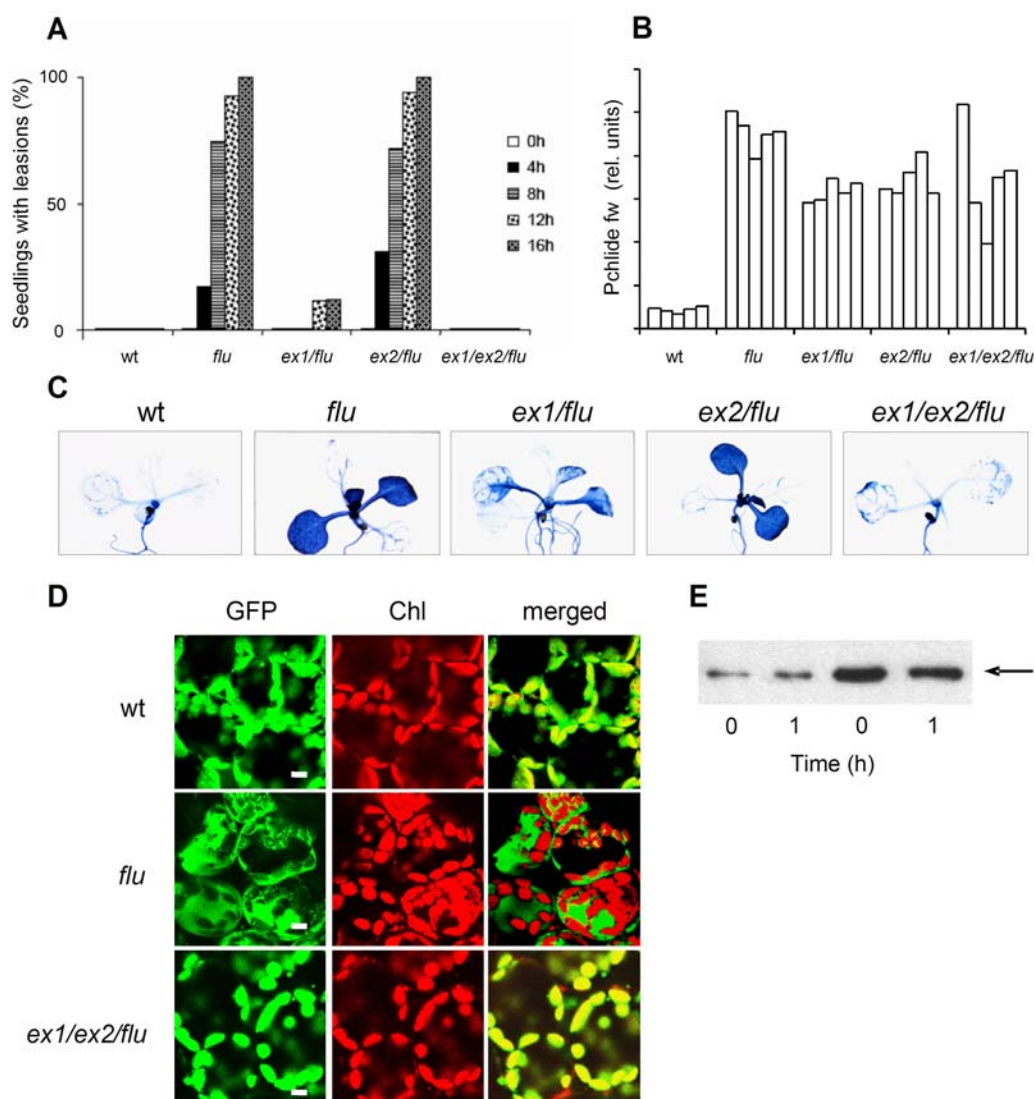 A
Seedlings with leasions (%)
100
50
0
0h
4h
8h
12h
16h
wt flu ex1/flu ex2/flu ex1/ex2/flu
B
Pchlide fw (rel. units)
wt flu ex1/flu ex2/flu ex1/ex2/flu
C
wt flu ex1/flu ex2/flu ex1/ex2/flu
D
GFP Chl merged
wt
flu
ex1/ex2/flu
E
0 1 0 1
Time (h)